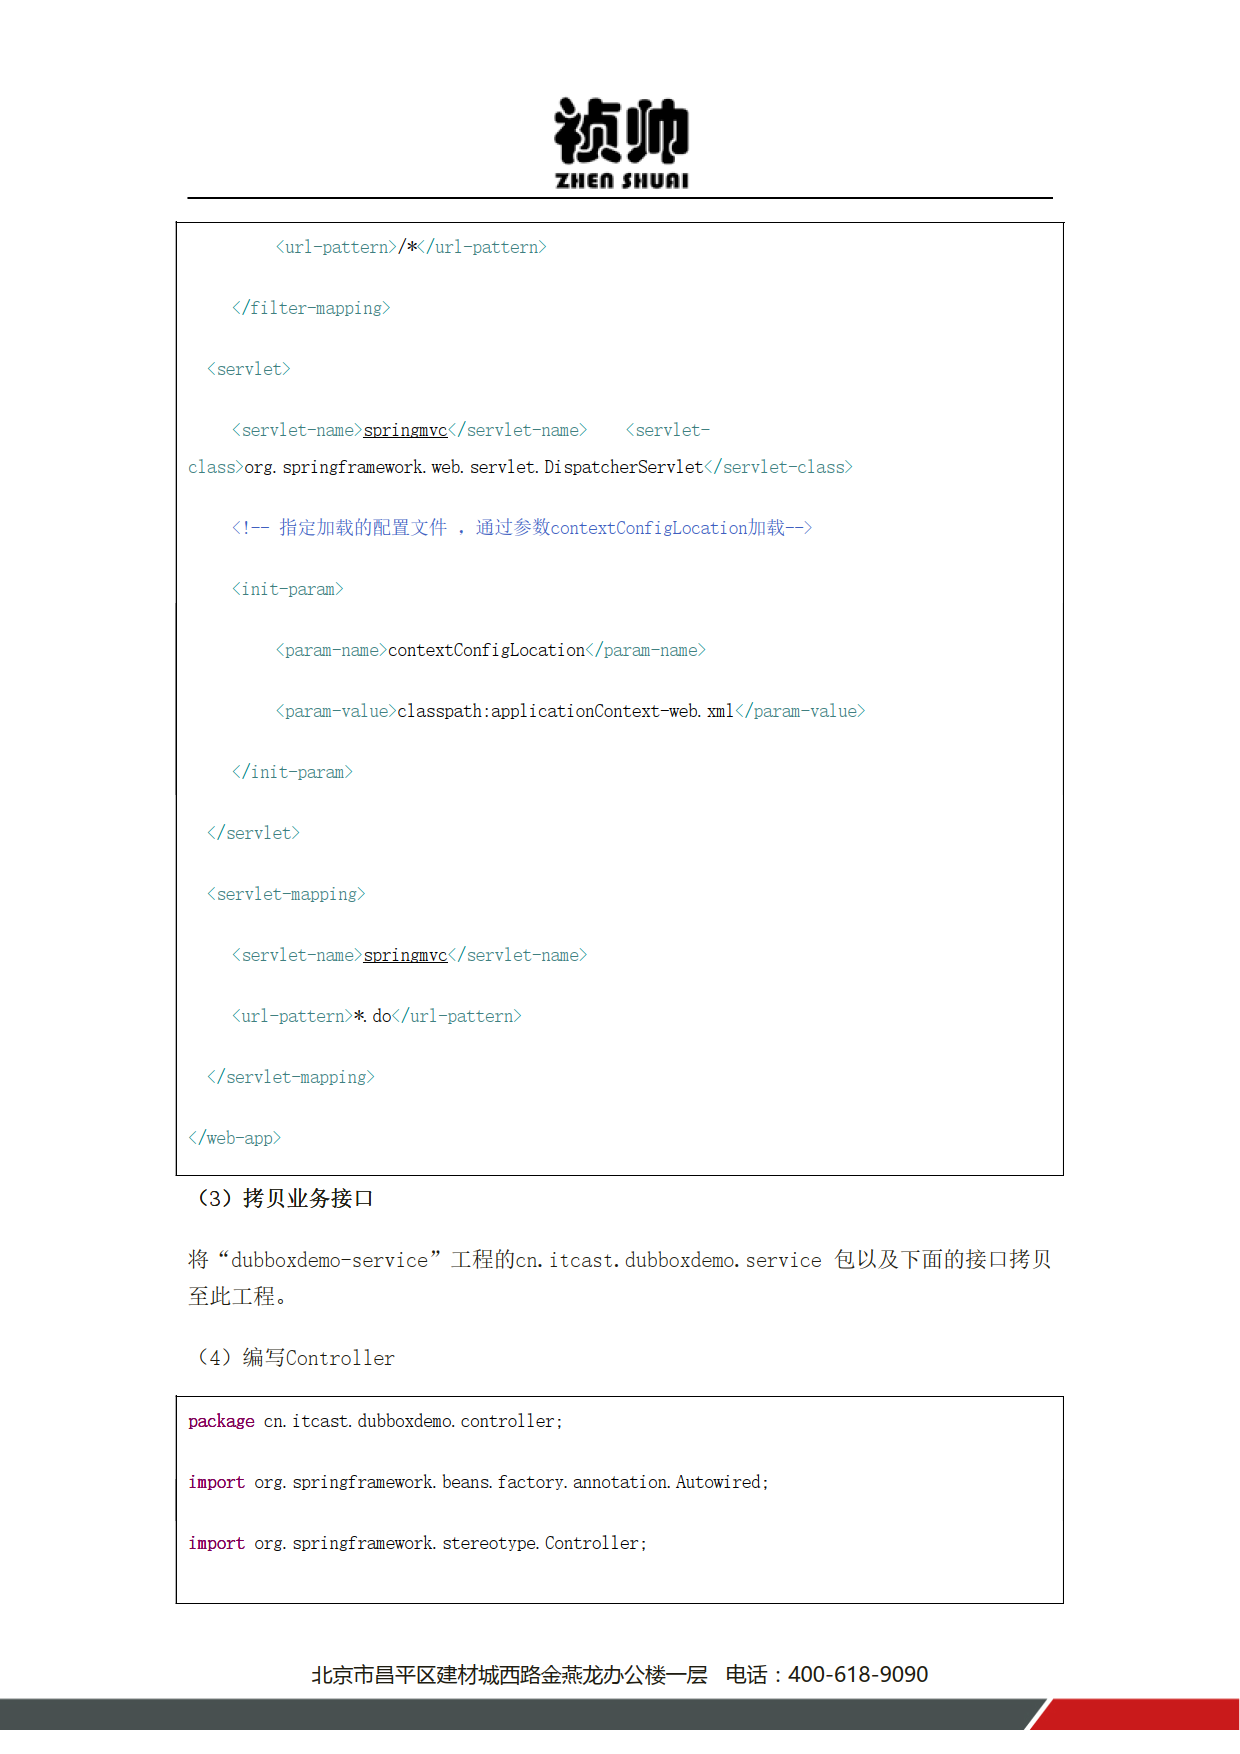 祯帅
ZHEN SHUAI
<url-pattern>/*</url-pattern>
</filter-mapping>
<servlet>
<servlet-name>springmvc</servlet-name> <servlet-
class>org.springframework.web.servlet.DispatcherServlet</servlet-class>
<!-- 指定加载的配置文件 ，通过参数contextConfigLocation加载-->
<init-param>
<param-name>contextConfigLocation</param-name>
<param-value>classpath:applicationContext-web.xml</param-value>
</init-param>
</servlet>
<servlet-mapping>
<servlet-name>springmvc</servlet-name>
<url-pattern>*.do</url-pattern>
</servlet-mapping>
</web-app>
（3）拷贝业务接口
将“dubboxdemo-service”工程的cn.itcast.dubboxdemo.service 包以及下面的接口拷贝
至此工程。
（4）编写Controller
package cn.itcast.dubboxdemo.controller;
import org.springframework.beans.factory.annotation.Autowired;
import org.springframework.stereotype.Controller;
北京市昌平区建材城西路金燕龙办公楼一层 电话：400-618-9090